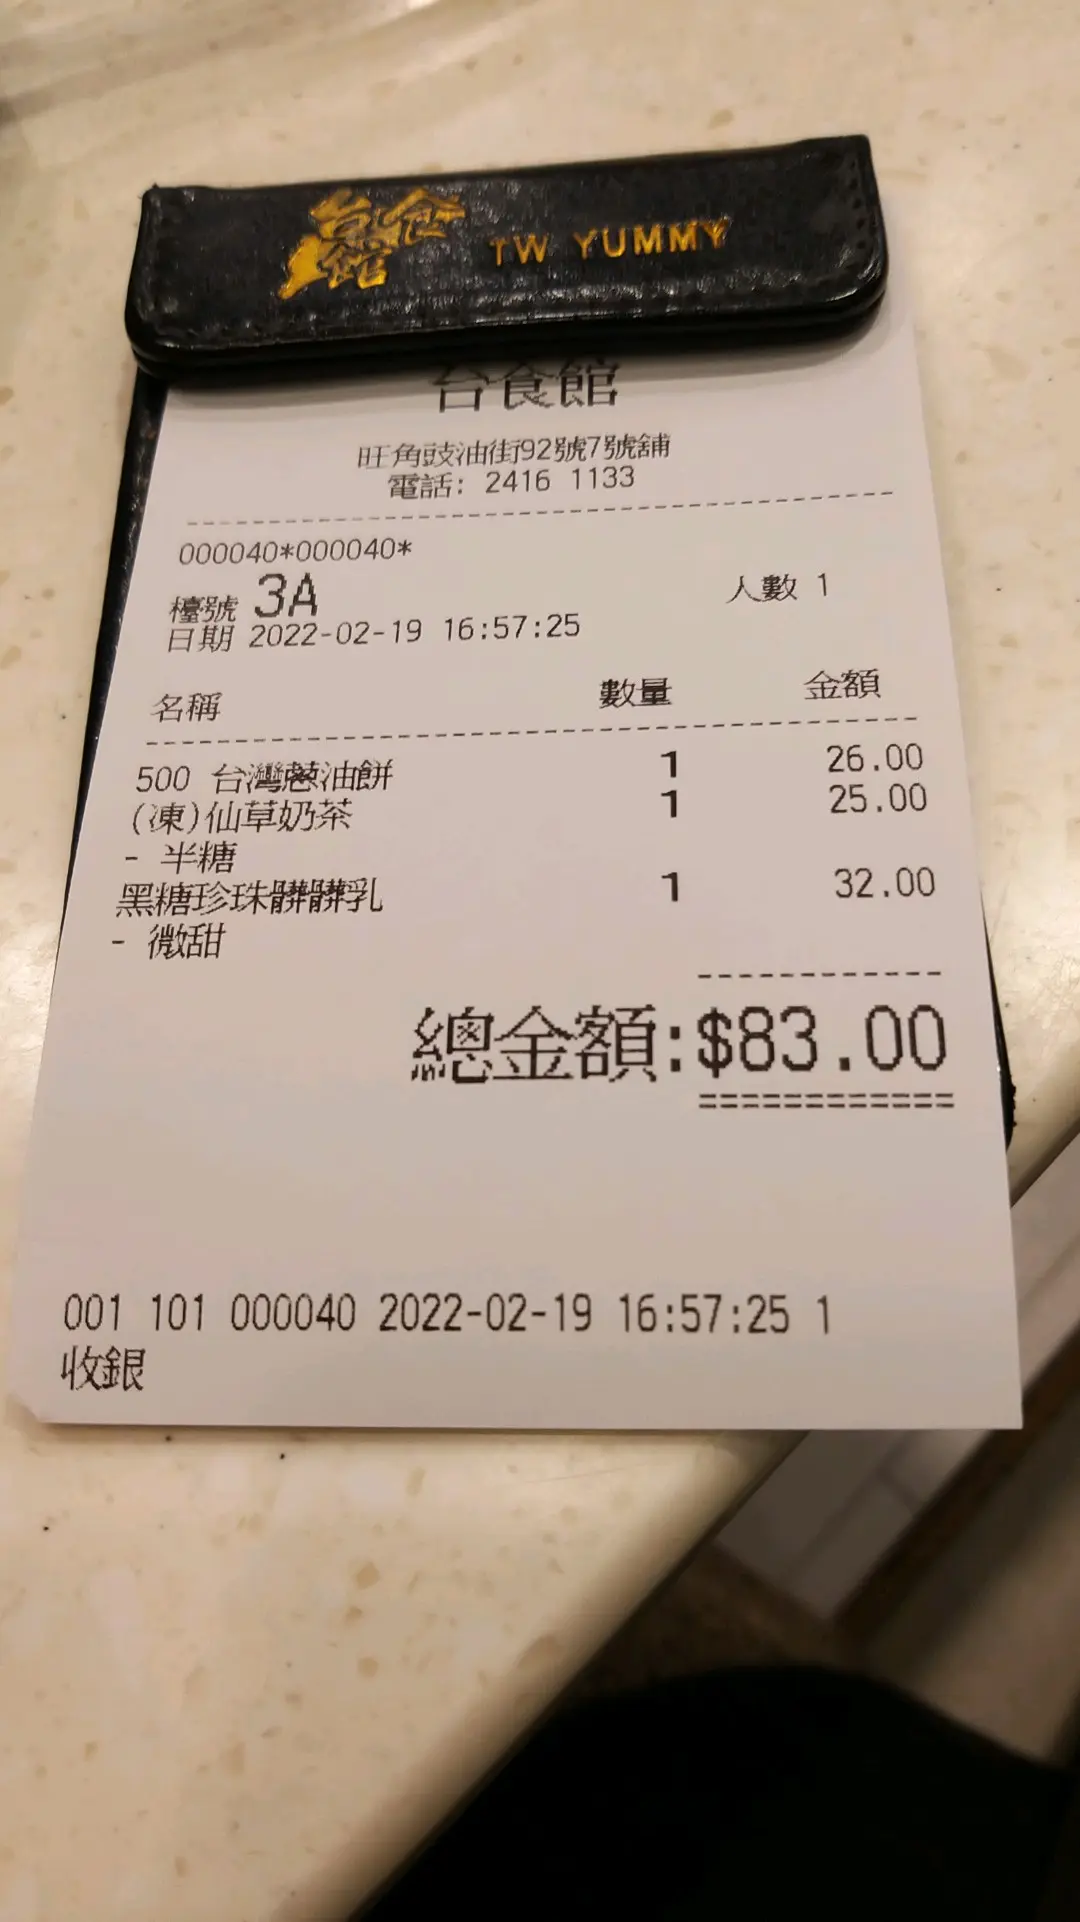 台食館 TW YUMMY
台食館
旺角豉油街92號7號舖
電話: 2416 1133
000040*000040*
檯號 3A 人數 1
日期 2022-02-19 16:57:25
名稱 數量 金額
500 台灣蔥油餅 1 26.00
(凍)仙草奶茶 1 25.00
- 半糖
黑糖珍珠髒髒乳 1 32.00
- 微甜
總金額:$83.00
============
001 101 000040 2022-02-19 16:57:25 1
收銀